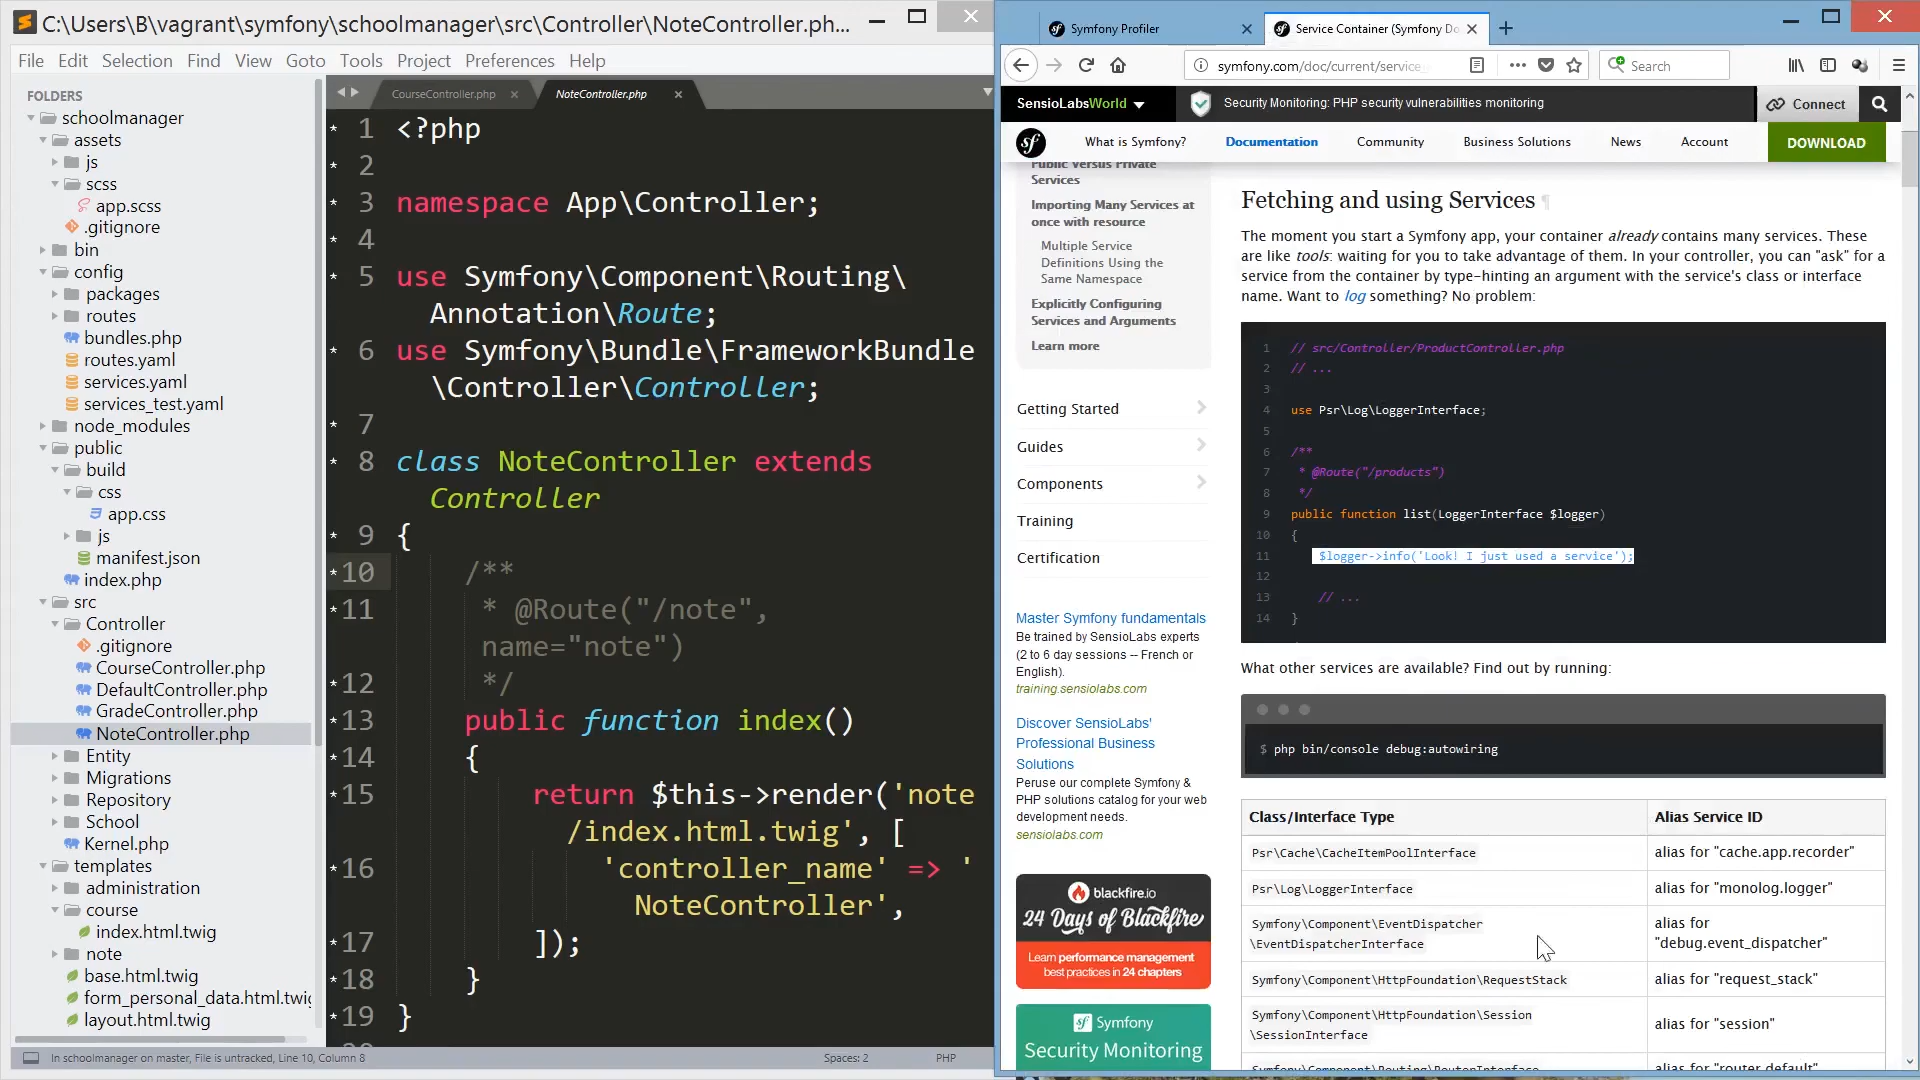 C:\Users\B\vagrant\symfony\schoolmanager\src\Controller\NoteController.ph...
File Edit Selection Find View Goto Tools Project Preferences Help
FOLDERS
schoolmanager
assets
js
scss
app.scss
.gitignore
bin
config
packages
routes
bundles.php
routes.yaml
services.yaml
services_test.yaml
node_modules
public
build
css
app.css
js
manifest.json
index.php
src
Controller
.gitignore
CourseController.php
DefaultController.php
GradeController.php
NoteController.php
Entity
Migrations
Repository
School
Kernel.php
templates
administration
course
index.html.twig
note
base.html.twig
form_personal_data.html.twig
layout.html.twig
CourseController.php NoteController.php
1 <?php
2
3 namespace App\Controller;
4
5 use Symfony\Component\Routing\
Annotation\Route;
6 use Symfony\Bundle\FrameworkBundle
\Controller\Controller;
7
8 class NoteController extends
Controller
9 {
10 /**
11 * @Route("/note",
name="note")
12 */
13 public function index()
14 {
15 return $this->render('note
/index.html.twig', [
16 'controller_name' => '
NoteController',
17 ]);
18 }
19 }
In schoolmanager on master, File is untracked, Line 10, Column 8 Spaces: 2 PHP
Symfony Profiler
Service Container (Symfony Do
symfony.com/doc/current/service_
Search
SensioLabsWorld
Security Monitoring: PHP security vulnerabilities monitoring
Connect
sf What is Symfony? Documentation Community Business Solutions News Account DOWNLOAD
Public Versus Private
Services
Importing Many Services at
once with resource
Multiple Service
Definitions Using the
Same Namespace
Explicitly Configuring
Services and Arguments
Learn more
Getting Started
Guides
Components
Training
Certification
Master Symfony fundamentals
Be trained by SensioLabs experts
(2 to 6 day sessions -- French or
English).
training.sensiolabs.com
Discover SensioLabs'
Professional Business
Solutions
Peruse our complete Symfony &
PHP solutions catalog for your web
development needs.
sensiolabs.com
blackfire.io
24 Days of Blackfire
Learn performance management
best practices in 24 chapters
Symfony
Security Monitoring
Fetching and using Services ¶
The moment you start a Symfony app, your container already contains many services. These
are like tools: waiting for you to take advantage of them. In your controller, you can "ask" for a
service from the container by type-hinting an argument with the service's class or interface
name. Want to log something? No problem:
1 // src/Controller/ProductController.php
2 // ...
3
4 use Psr\Log\LoggerInterface;
5
6 /**
7 * @Route("/products")
8 */
9 public function list(LoggerInterface $logger)
10 {
11 $logger->info('Look! I just used a service');
12
13 // ...
14 }
What other services are available? Find out by running:
$ php bin/console debug:autowiring
Class/Interface Type Alias Service ID
Psr\Cache\CacheItemPoolInterface alias for "cache.app.recorder"
Psr\Log\LoggerInterface alias for "monolog.logger"
Symfony\Component\EventDispatcher
\EventDispatcherInterface
alias for
"debug.event_dispatcher"
Symfony\Component\HttpFoundation\RequestStack alias for "request_stack"
Symfony\Component\HttpFoundation\Session
\SessionInterface
alias for "session"
Symfony\Component\Routing\RouterInterface alias for "router.default"